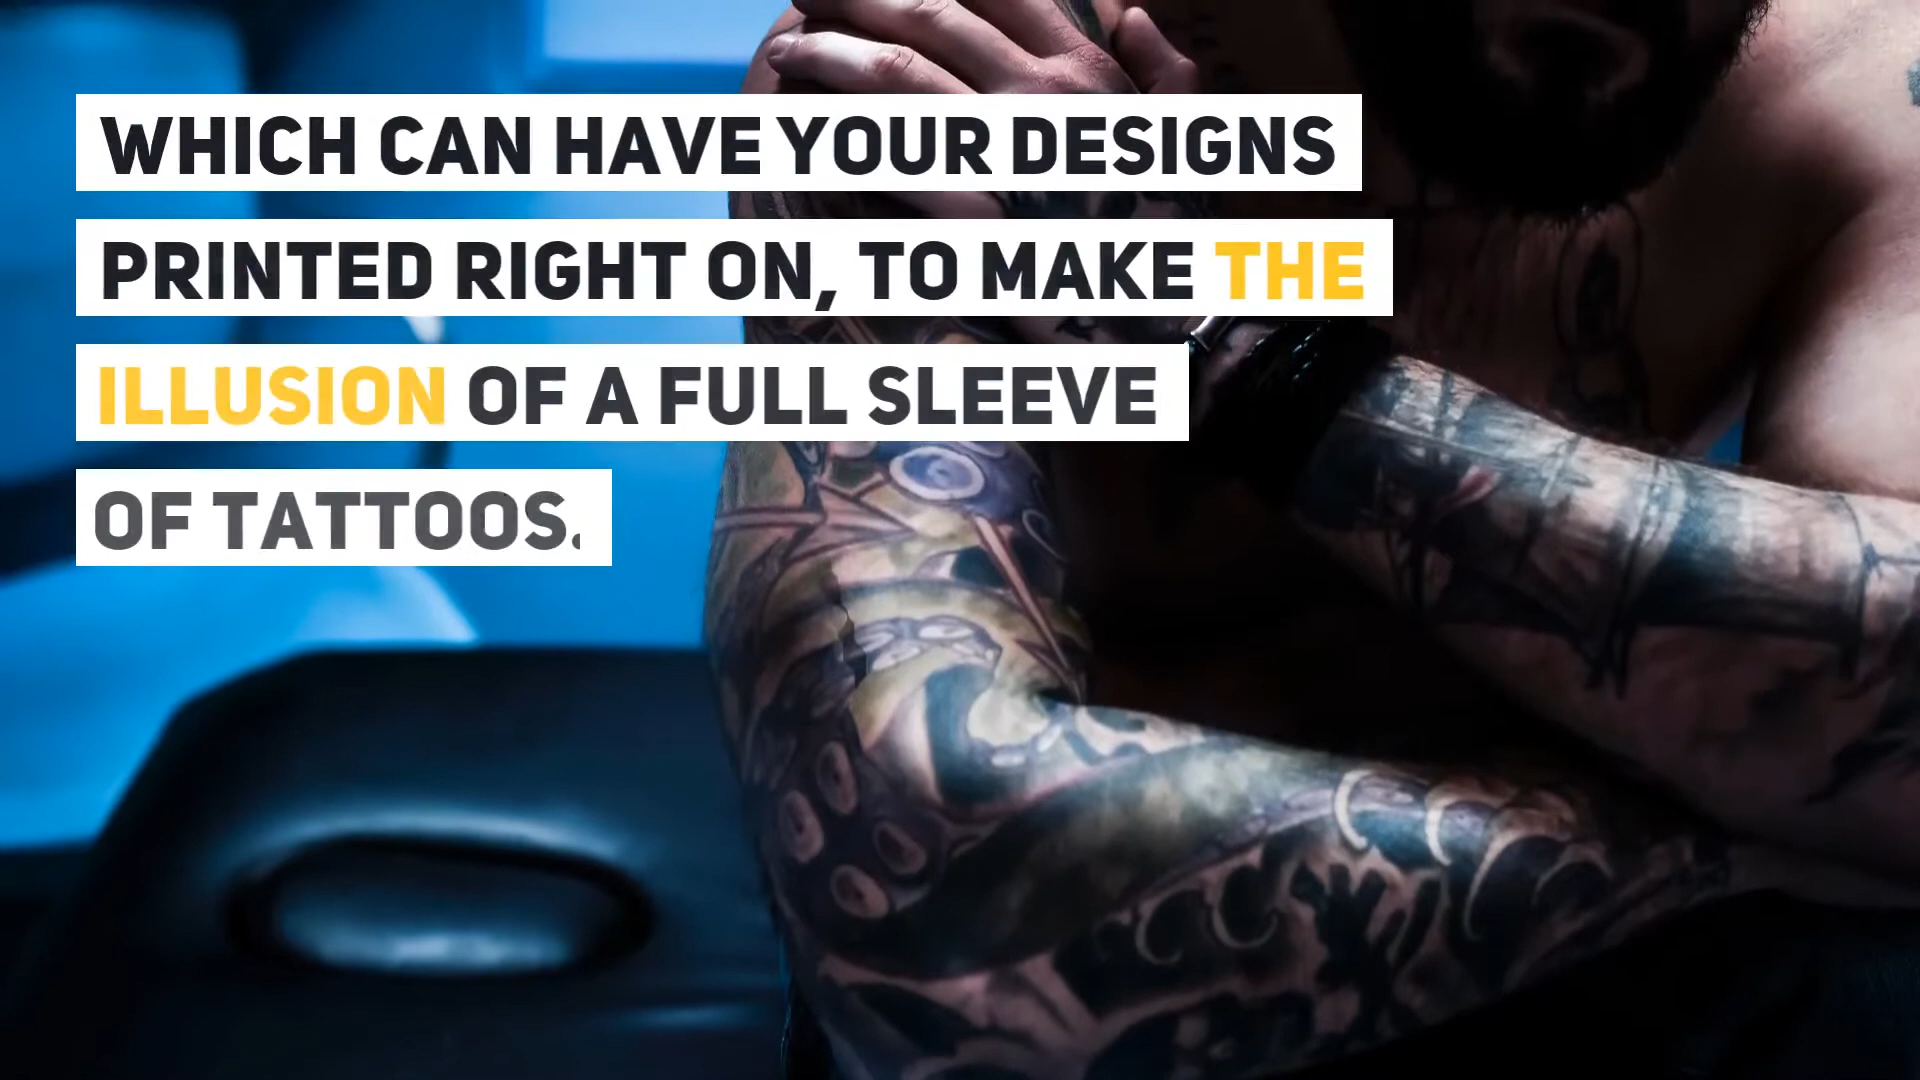 WHICH CAN HAVE YOUR DESIGNS
PRINTED RIGHT ON, TO MAKE THE
ILLUSION OF A FULL SLEEVE
OF TATTOOS.